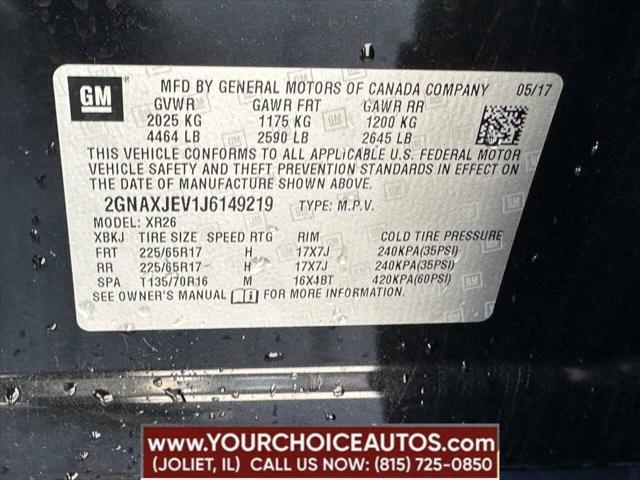 GM
MFD BY GENERAL MOTORS OF CANADA COMPANY 05/17
GVWR GAWR FRT GAWR RR
2025 KG 1175 KG 1200 KG
4464 LB 2590 LB 2645 LB
THIS VEHICLE CONFORMS TO ALL APPLICABLE U.S. FEDERAL MOTOR
VEHICLE SAFETY AND THEFT PREVENTION STANDARDS IN EFFECT ON
THE DATE OF MANUFACTURE SHOWN ABOVE.
2GNAXJEV1J6149219 TYPE: M.P.V.
MODEL: XR26
XBKJ TIRE SIZE SPEED RTG RIM COLD TIRE PRESSURE
FRT 225/65R17 H 17X7J 240KPA(35PSI)
RR 225/65R17 H 17X7J 240KPA(35PSI)
SPA T135/70R16 M 16X4BT 420KPA(60PSI)
SEE OWNER'S MANUAL FOR MORE INFORMATION.
WWW.YOURCHOICEAUTOS.COM
(JOLIET, IL) CALL US NOW: (815) 725-0850